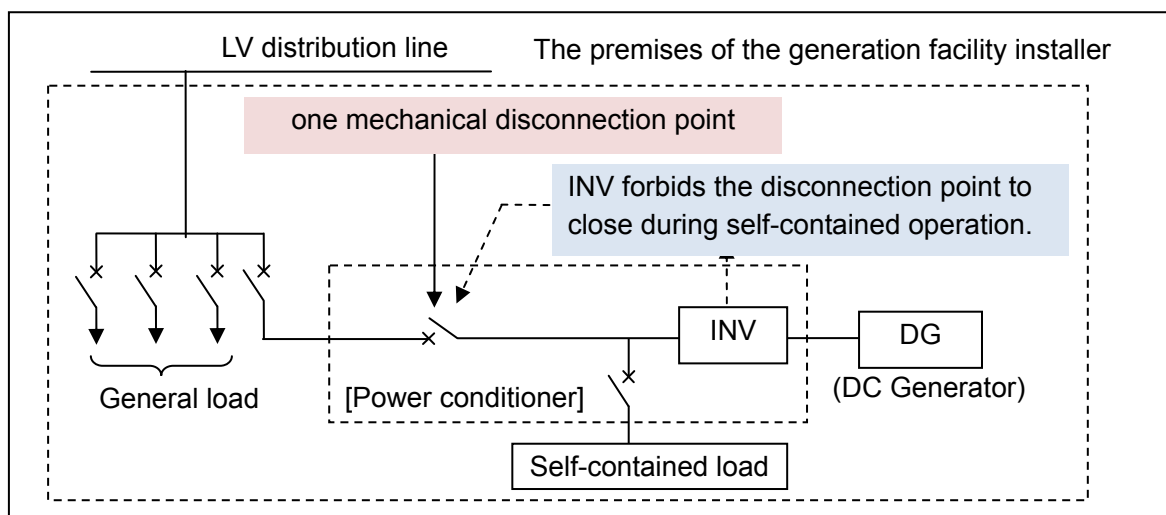 LV distribution line
The premises of the generation facility installer
one mechanical disconnection point
INV forbids the disconnection point to
close during self-contained operation.
INV
DG
(DC Generator)
General load
[Power conditioner]
Self-contained load